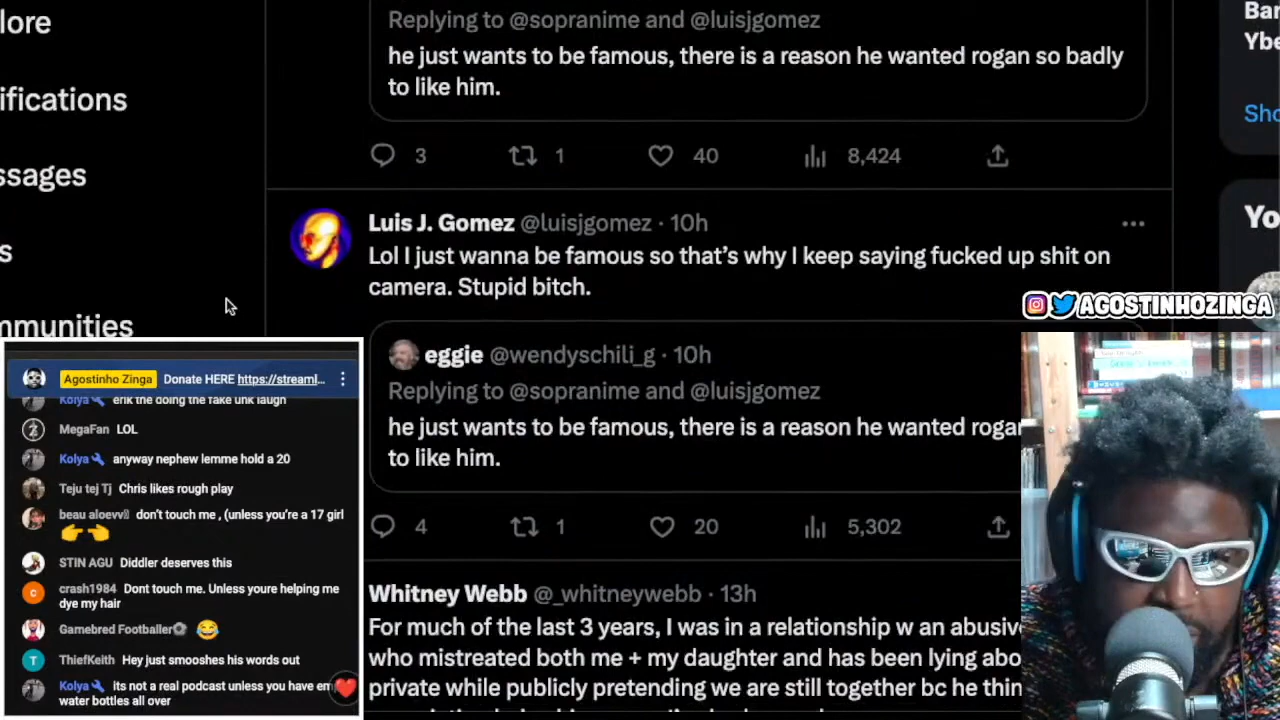 lore
ifications
ssages
s
mmunities
Replying to @sopranime and @luisjgomez
he just wants to be famous, there is a reason he wanted rogan so badly
to like him.
3 1 40 8,424
Luis J. Gomez @luisjgomez · 10h
Lol I just wanna be famous so that's why I keep saying fucked up shit on
camera. Stupid bitch.
eggie @wendyschili_g · 10h
Replying to @sopranime and @luisjgomez
he just wants to be famous, there is a reason he wanted rogan
to like him.
4 1 20 5,302
Whitney Webb @_whitneywebb · 13h
For much of the last 3 years, I was in a relationship w an abusive
who mistreated both me + my daughter and has been lying abo
private while publicly pretending we are still together bc he thin
Bar
Ybe
Sho
Yo
AGOSTINHOZINGA
Agostinho Zinga Donate HERE https://streaml...
Kolya erik the doing the fake unk laugh
MegaFan LOL
Kolya anyway nephew lemme hold a 20
Teju tej Tj Chris likes rough play
beau aloevv don't touch me , (unless you're a 17 girl
STIN AGU Diddler deserves this
crash1984 Dont touch me. Unless youre helping me
dye my hair
Gamebred Footballer
ThiefKeith Hey just smooshes his words out
Kolya its not a real podcast unless you have em
water bottles all over